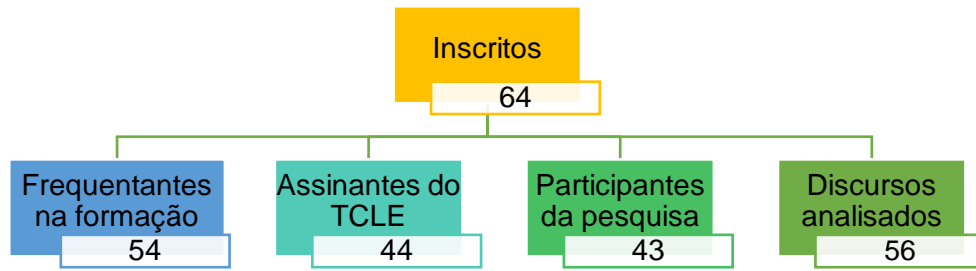 Inscritos
64
Frequentantes
na formação
54
Assinantes do
TCLE
44
Participantes
da pesquisa
43
Discursos
analisados
56